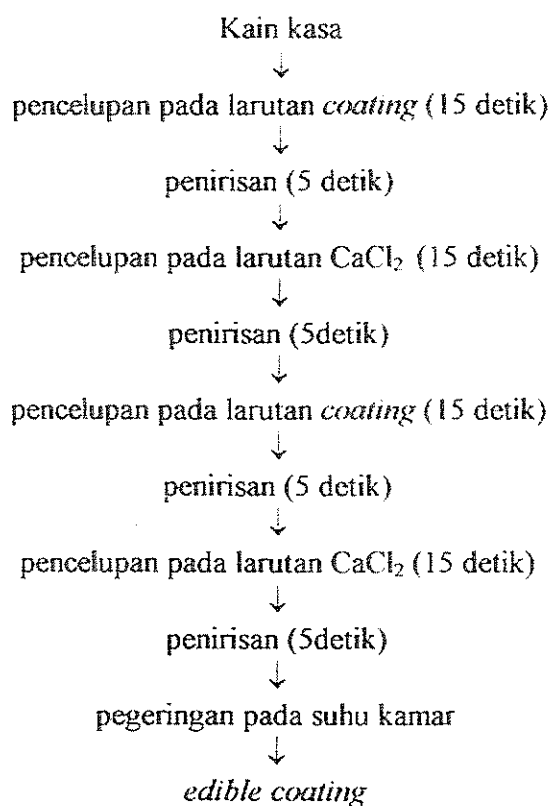 Kain kasa
↓
pencelupan pada larutan coating (15 detik)
↓
penirisan (5 detik)
↓
pencelupan pada larutan CaCl₂ (15 detik)
↓
penirisan (5detik)
↓
pencelupan pada larutan coating (15 detik)
↓
penirisan (5 detik)
↓
pencelupan pada larutan CaCl₂ (15 detik)
↓
penirisan (5detik)
↓
pegeringan pada suhu kamar
↓
edible coating